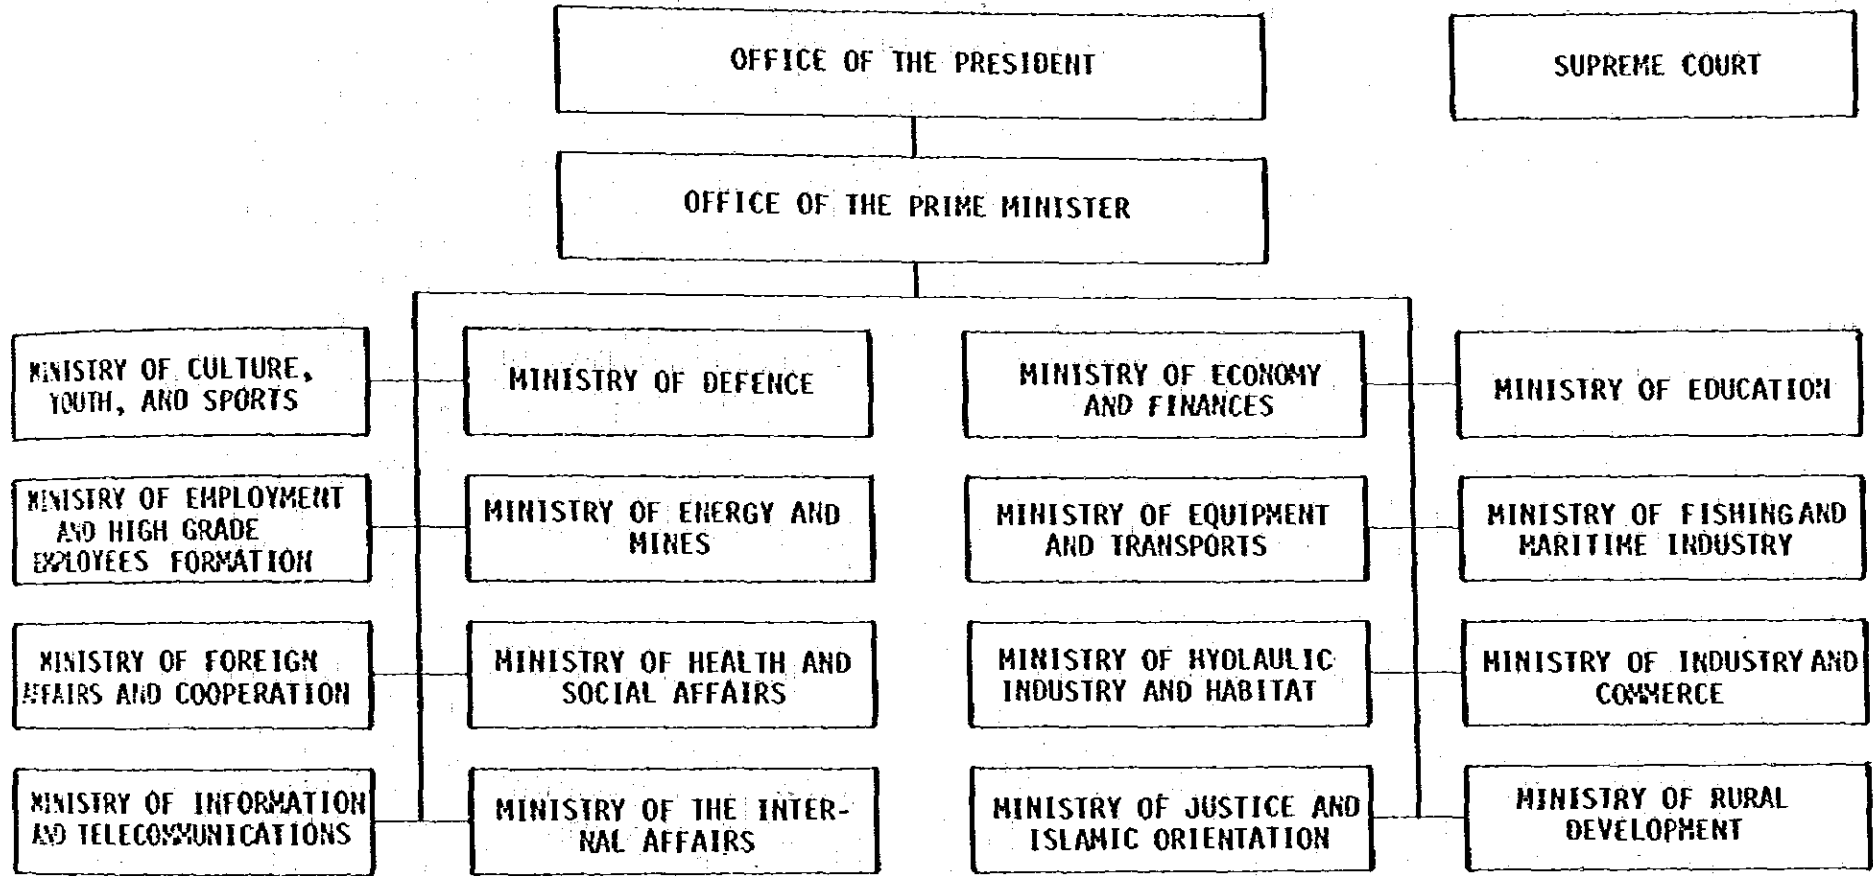 OFFICE OF THE PRESIDENT
SUPREME COURT
OFFICE OF THE PRIME MINISTER
MINISTRY OF CULTURE,
YOUTH, AND SPORTS
MINISTRY OF DEFENCE
MINISTRY OF ECONOMY
AND FINANCES
MINISTRY OF EDUCATION
MINISTRY OF EMPLOYMENT
AND HIGH GRADE
EMPLOYEES FORMATION
MINISTRY OF ENERGY AND
MINES
MINISTRY OF EQUIPMENT
AND TRANSPORTS
MINISTRY OF FISHING AND
MARITIME INDUSTRY
MINISTRY OF FOREIGN
AFFAIRS AND COOPERATION
MINISTRY OF HEALTH AND
SOCIAL AFFAIRS
MINISTRY OF HYOLAULIC
INDUSTRY AND HABITAT
MINISTRY OF INDUSTRY AND
COMMERCE
MINISTRY OF INFORMATION
AND TELECOMMUNICATIONS
MINISTRY OF THE INTER-
NAL AFFAIRS
MINISTRY OF JUSTICE AND
ISLAMIC ORIENTATION
MINISTRY OF RURAL
DEVELOPMENT